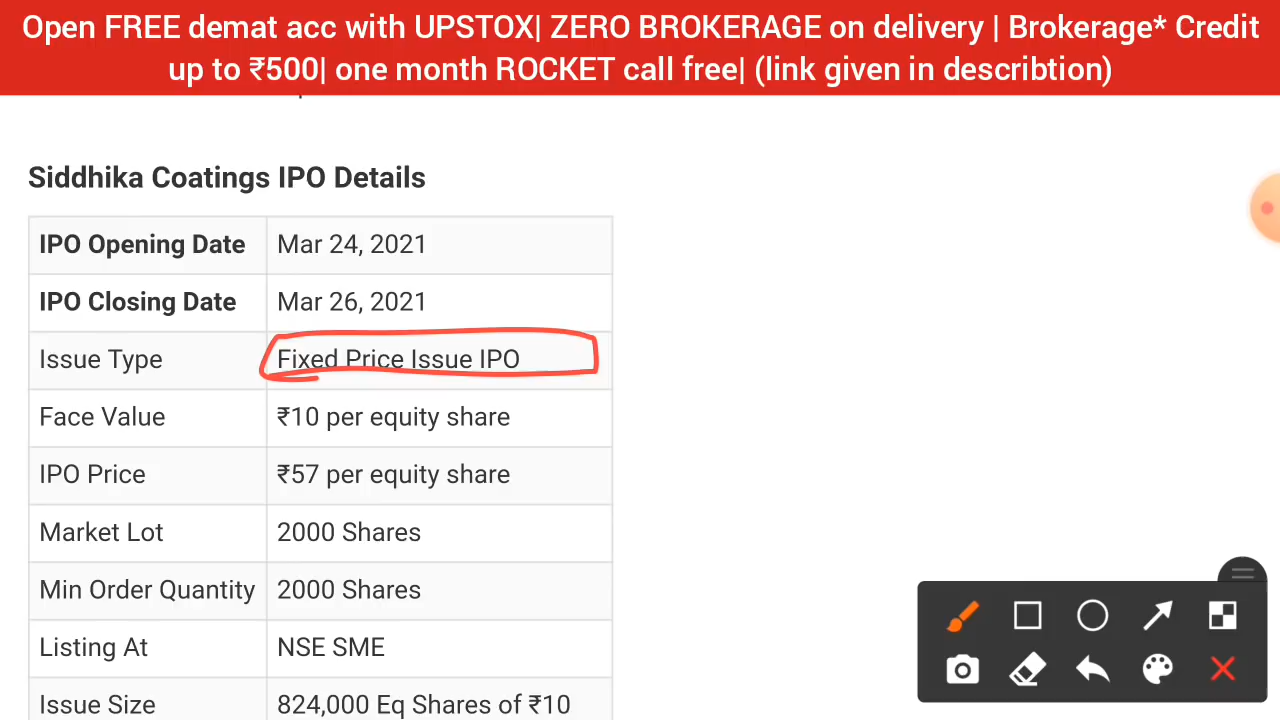 Open FREE demat acc with UPSTOX| ZERO BROKERAGE on delivery | Brokerage* Credit
up to ₹500| one month ROCKET call free| (link given in describtion)
Siddhika Coatings IPO Details
IPO Opening Date Mar 24, 2021
IPO Closing Date Mar 26, 2021
Issue Type Fixed Price Issue IPO
Face Value ₹10 per equity share
IPO Price ₹57 per equity share
Market Lot 2000 Shares
Min Order Quantity 2000 Shares
Listing At NSE SME
Issue Size 824,000 Eq Shares of ₹10